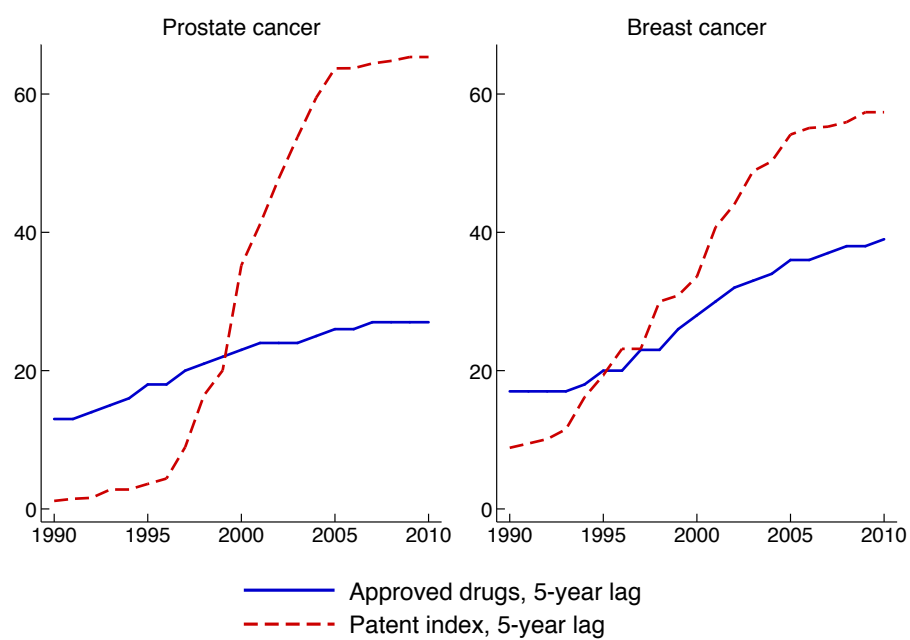 Prostate cancer
Breast cancer
60
40
20
0
1990 1995 2000 2005 2010
60
40
20
0
1990 1995 2000 2005 2010
Approved drugs, 5-year lag
Patent index, 5-year lag